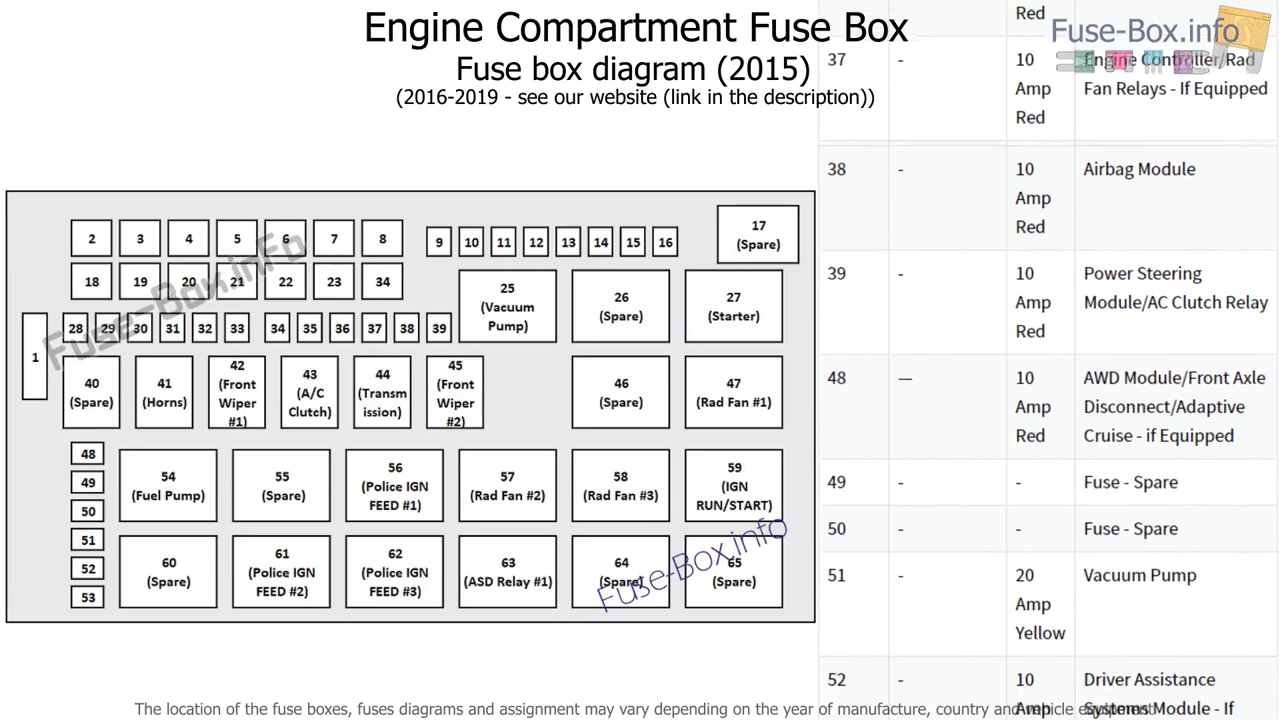 Engine Compartment Fuse Box
Fuse box diagram (2015)
(2016-2019 - see our website (link in the description))
Fuse-Box.info
2
3
4
5
6
7
8
9
10
11
12
13
14
15
16
17
(Spare)
18
19
20
21
22
23
34
25
(Vacuum
Pump)
26
(Spare)
27
(Starter)
1
28
29
30
31
32
33
34
35
36
37
38
39
40
(Spare)
41
(Horns)
42
(Front
Wiper
#1)
43
(A/C
Clutch)
44
(Transm
ission)
45
(Front
Wiper
#2)
46
(Spare)
47
(Rad Fan #1)
48
49
50
51
52
53
54
(Fuel Pump)
55
(Spare)
56
(Police IGN
FEED #1)
57
(Rad Fan #2)
58
(Rad Fan #3)
59
(IGN
RUN/START)
60
(Spare)
61
(Police IGN
FEED #2)
62
(Police IGN
FEED #3)
63
(ASD Relay #1)
64
(Spare)
65
(Spare)
Fuse-Box.info
Fuse-Box.info
Red
37 - 10 Engine Controller/Rad
Amp Fan Relays - If Equipped
Red
38 - 10 Airbag Module
Amp
Red
39 - 10 Power Steering
Amp Module/AC Clutch Relay
Red
48 — 10 AWD Module/Front Axle
Amp Disconnect/Adaptive
Red Cruise - if Equipped
49 - - Fuse - Spare
50 - - Fuse - Spare
51 - 20 Vacuum Pump
Amp
Yellow
52 - 10 Driver Assistance
Amp Systems Module - If
The location of the fuse boxes, fuses diagrams and assignment may vary depending on the year of manufacture, country and vehicle equipment